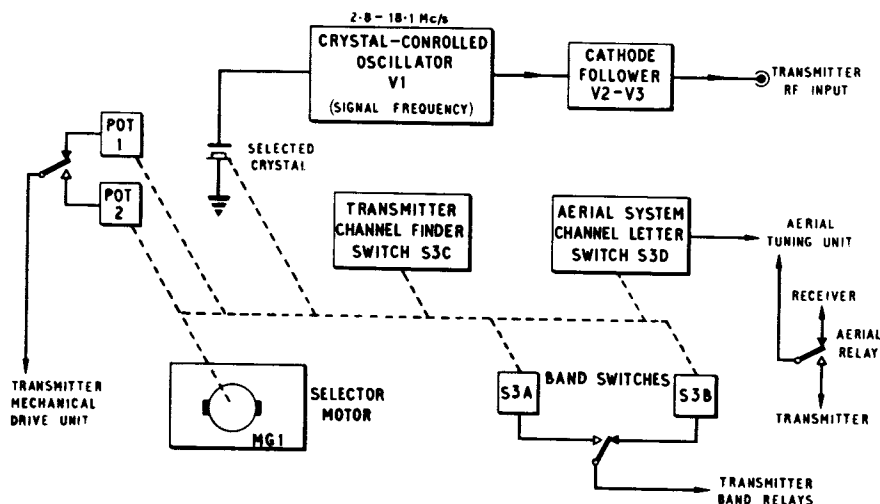 2·8 – 18·1 Mc/s
CRYSTAL-CONROLLED
OSCILLATOR
V1
(SIGNAL FREQUENCY)
CATHODE
FOLLOWER
V2-V3
TRANSMITTER
RF INPUT
POT
1
POT
2
SELECTED
CRYSTAL
TRANSMITTER
CHANNEL FINDER
SWITCH S3C
AERIAL SYSTEM
CHANNEL LETTER
SWITCH S3D
AERIAL
TUNING UNIT
RECEIVER
AERIAL
RELAY
TRANSMITTER
TRANSMITTER
MECHANICAL
DRIVE UNIT
SELECTOR
MOTOR
MG1
BAND SWITCHES
S3A
S3B
TRANSMITTER
BAND RELAYS